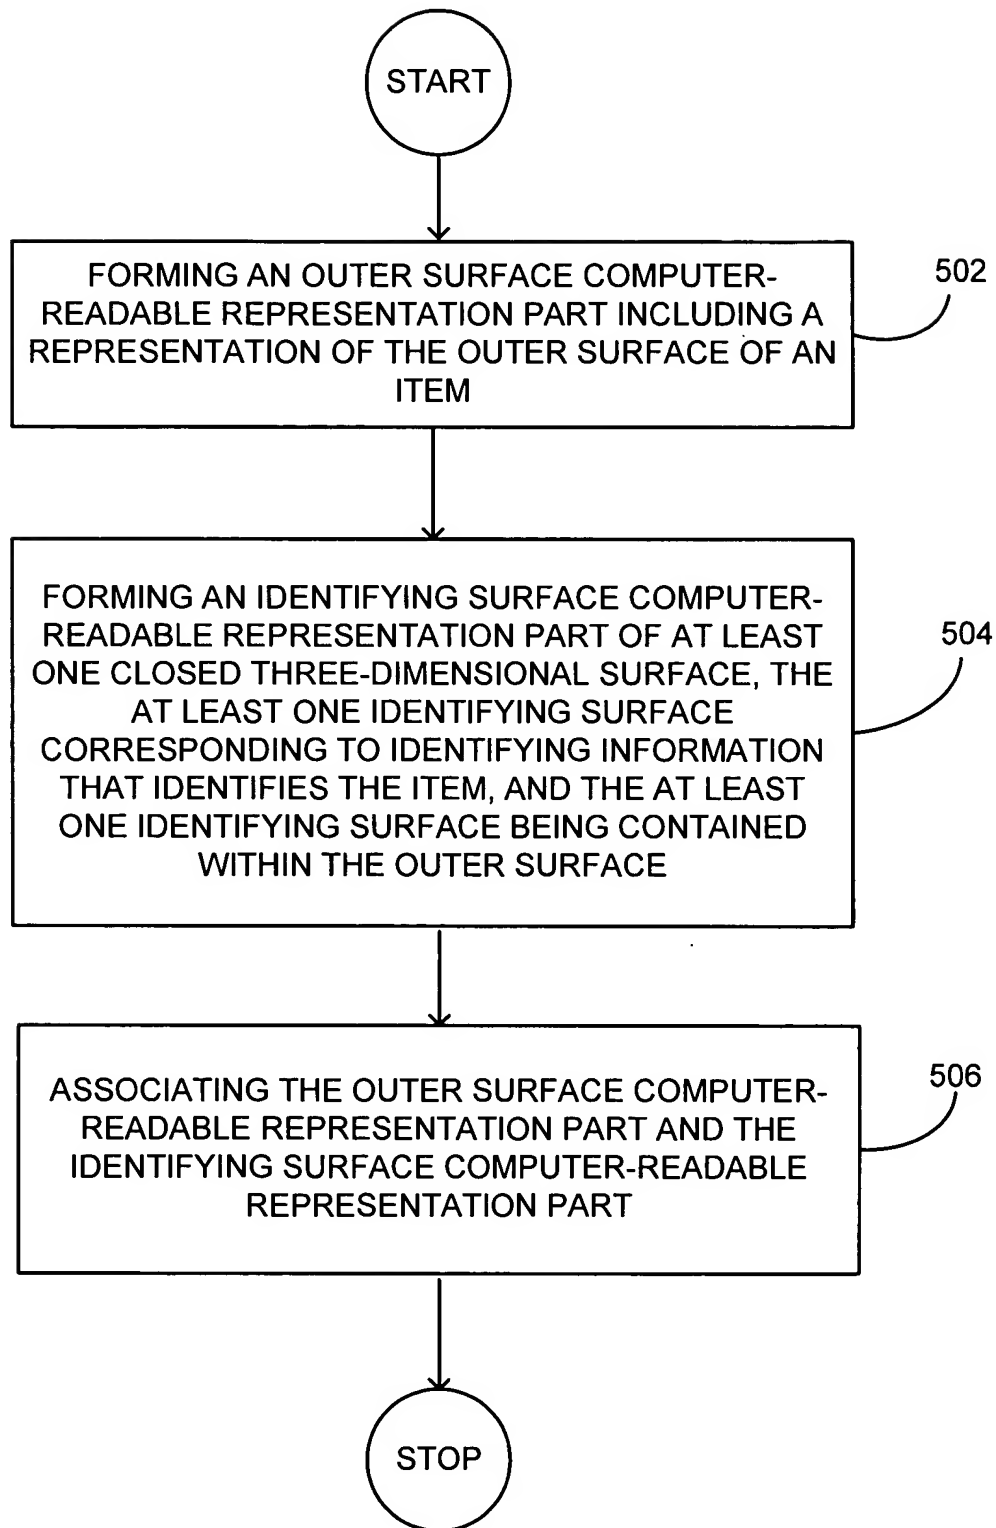 START
FORMING AN OUTER SURFACE COMPUTER-
READABLE REPRESENTATION PART INCLUDING A
REPRESENTATION OF THE OUTER SURFACE OF AN
ITEM
502
FORMING AN IDENTIFYING SURFACE COMPUTER-
READABLE REPRESENTATION PART OF AT LEAST
ONE CLOSED THREE-DIMENSIONAL SURFACE, THE
AT LEAST ONE IDENTIFYING SURFACE
CORRESPONDING TO IDENTIFYING INFORMATION
THAT IDENTIFIES THE ITEM, AND THE AT LEAST
ONE IDENTIFYING SURFACE BEING CONTAINED
WITHIN THE OUTER SURFACE
504
ASSOCIATING THE OUTER SURFACE COMPUTER-
READABLE REPRESENTATION PART AND THE
IDENTIFYING SURFACE COMPUTER-READABLE
REPRESENTATION PART
506
STOP